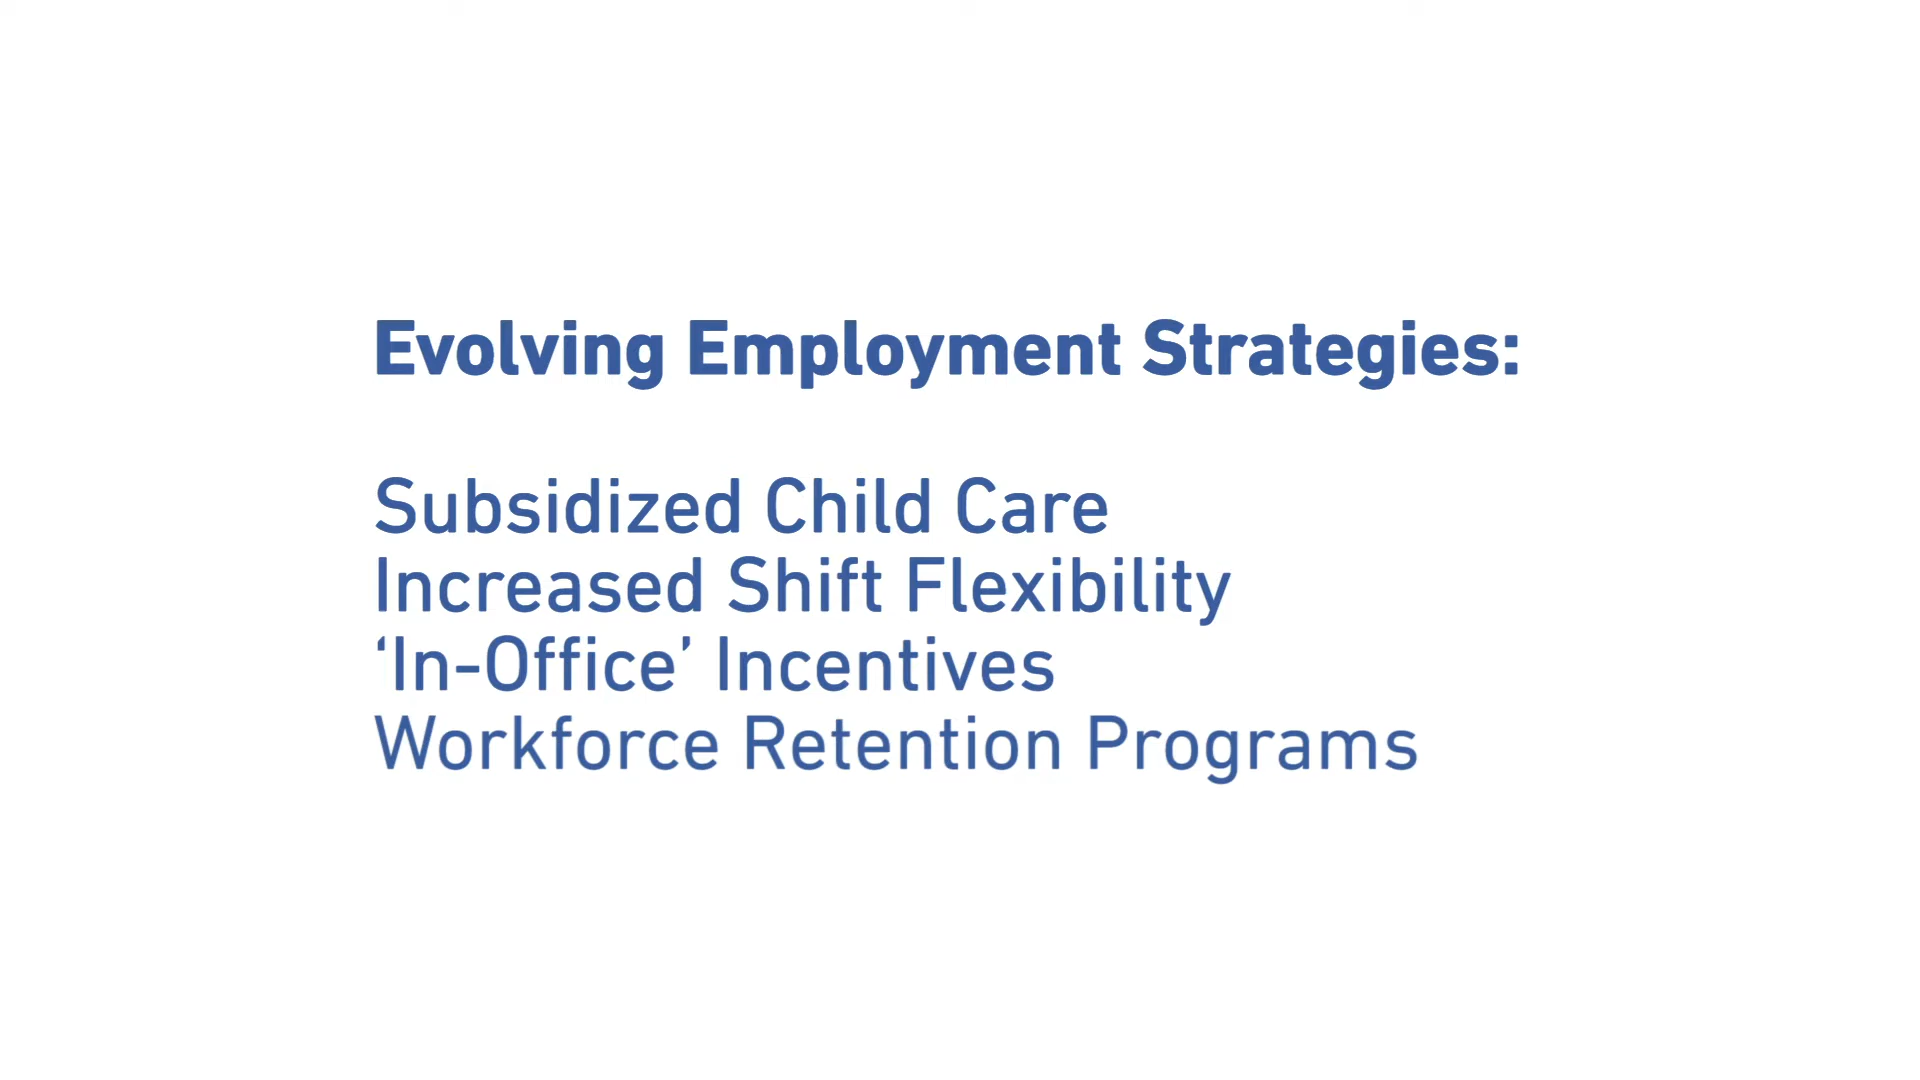 Evolving Employment Strategies:
Subsidized Child Care
Increased Shift Flexibility
‘In-Office’ Incentives
Workforce Retention Programs